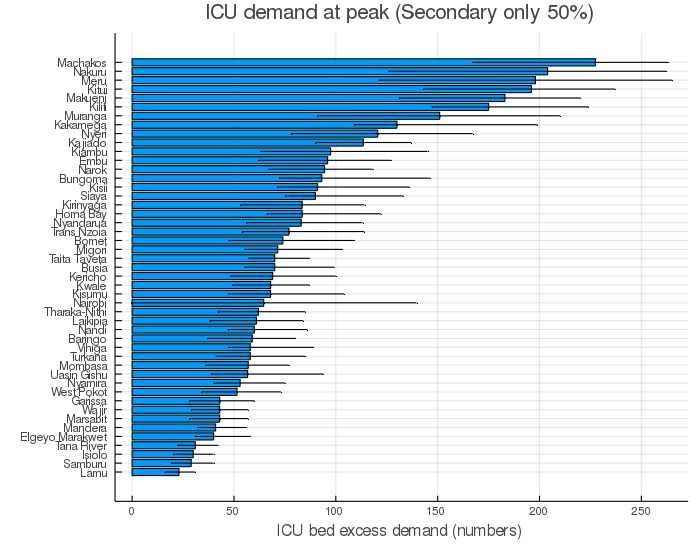 ICU demand at peak (Secondary only 50%)
Machakos
Nakuru
Meru
Kitui
Makueni
Kilifi
Muranga
Kakamega
Nyeri
Kajiado
Kiambu
Embu
Narok
Bungoma
Kisii
Siaya
Kirinyaga
Homa Bay
Nyandarua
Trans Nzoia
Bomet
Migori
Taita Taveta
Busia
Kericho
Kwale
Kisumu
Nairobi
Tharaka-Nithi
Laikipia
Nandi
Baringo
Vihiga
Turkana
Mombasa
Uasin Gishu
Nyamira
West Pokot
Garissa
Wajir
Marsabit
Mandera
Elgeyo Marakwet
Tana River
Isiolo
Samburu
Lamu
0 50 100 150 200 250
ICU bed excess demand (numbers)